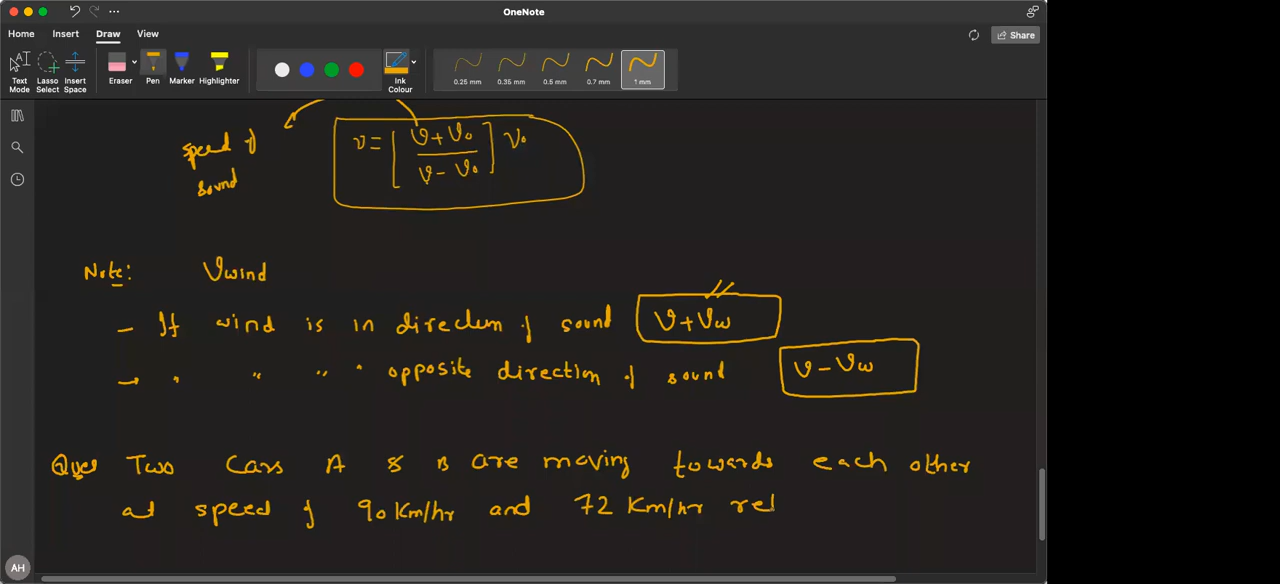 OneNote
Home Insert Draw View
Share
Text Mode Lasso Select Insert Space Eraser Pen Marker Highlighter Ink Colour 0.25 mm 0.35 mm 0.5 mm 0.7 mm 1 mm
speed of sound
ν = [ (v + v₀) / (v − v₀) ] ν₀
Note: Vwind
- If wind is in direction of sound V+Vw
→ " " " " opposite direction of sound v-Vw
Ques Two Cars A & B are moving towards each other
at speed of 90 Km/hr and 72 Km/hr rel
AH